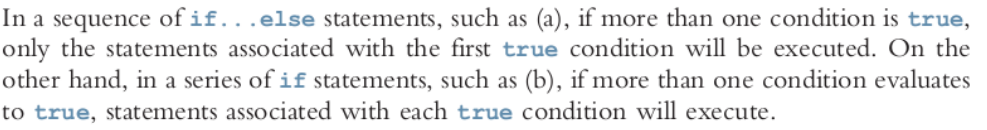 In a sequence of if...else statements, such as (a), if more than one condition is true,
only the statements associated with the first true condition will be executed. On the
other hand, in a series of if statements, such as (b), if more than one condition evaluates
to true, statements associated with each true condition will execute.